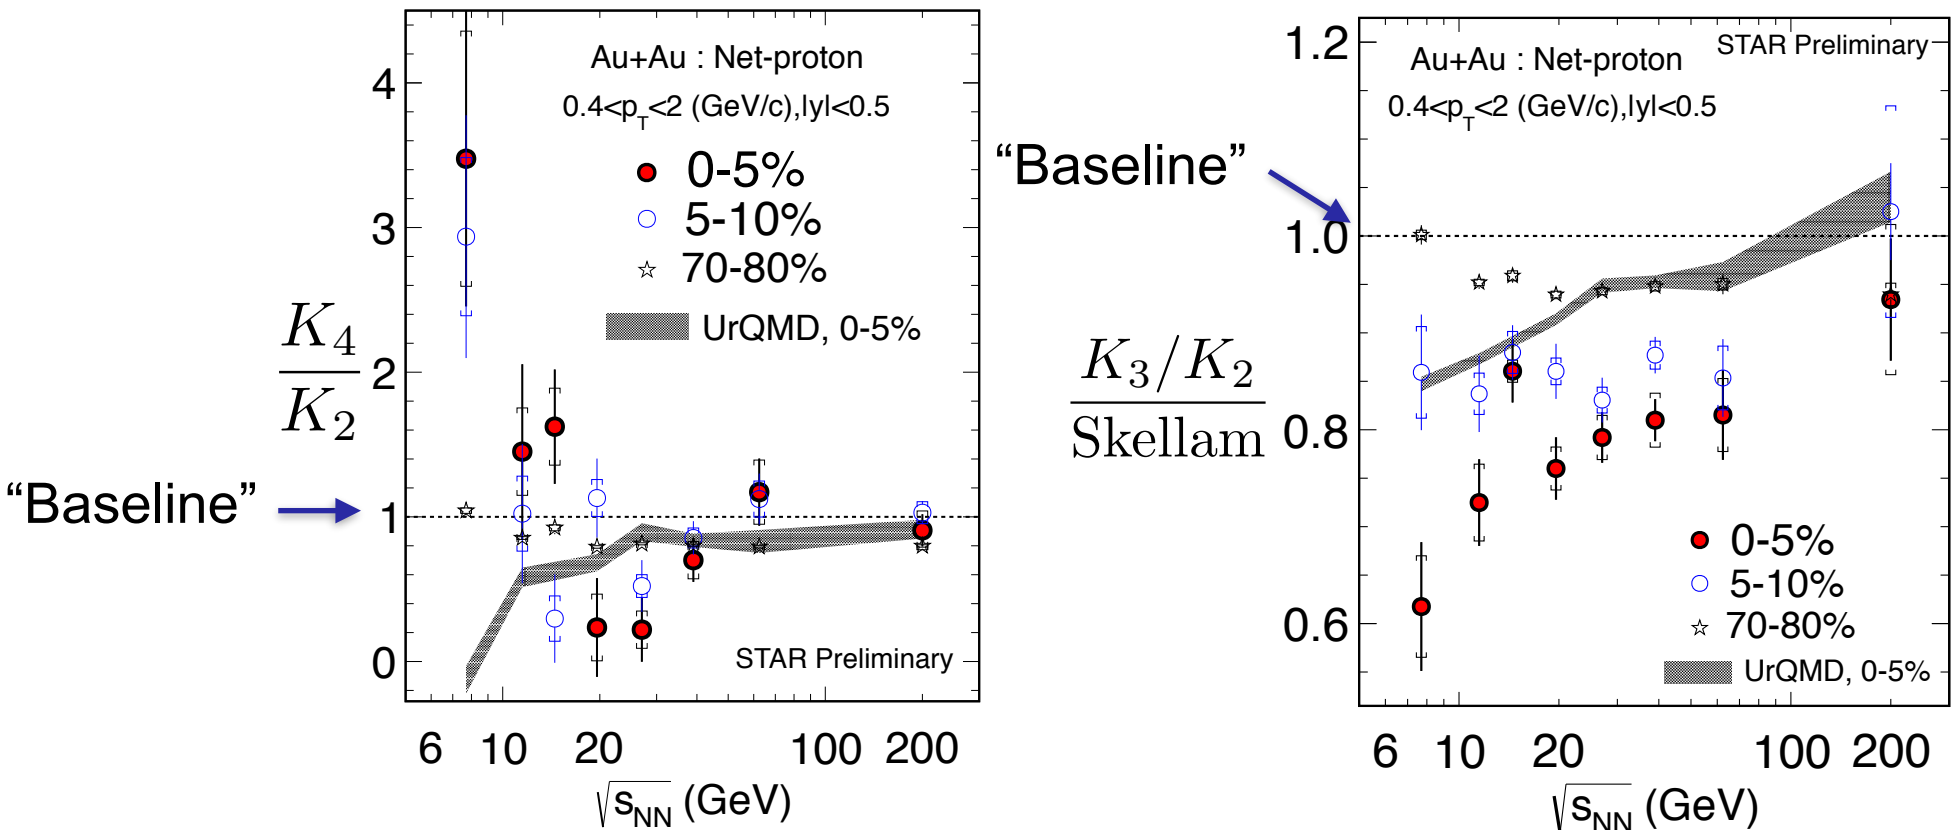 Au+Au : Net-proton
0.4<p_T<2 (GeV/c),|y|<0.5
0-5%
5-10%
70-80%
UrQMD, 0-5%
STAR Preliminary
4
3
2
1
0
K_4
K_2
“Baseline”
6 10 20 100 200
√s_NN (GeV)
STAR Preliminary
Au+Au : Net-proton
0.4<p_T<2 (GeV/c),|y|<0.5
“Baseline”
1.2
1.0
0.8
0.6
K_3/K_2
Skellam
0-5%
5-10%
70-80%
UrQMD, 0-5%
6 10 20 100 200
√s_NN (GeV)